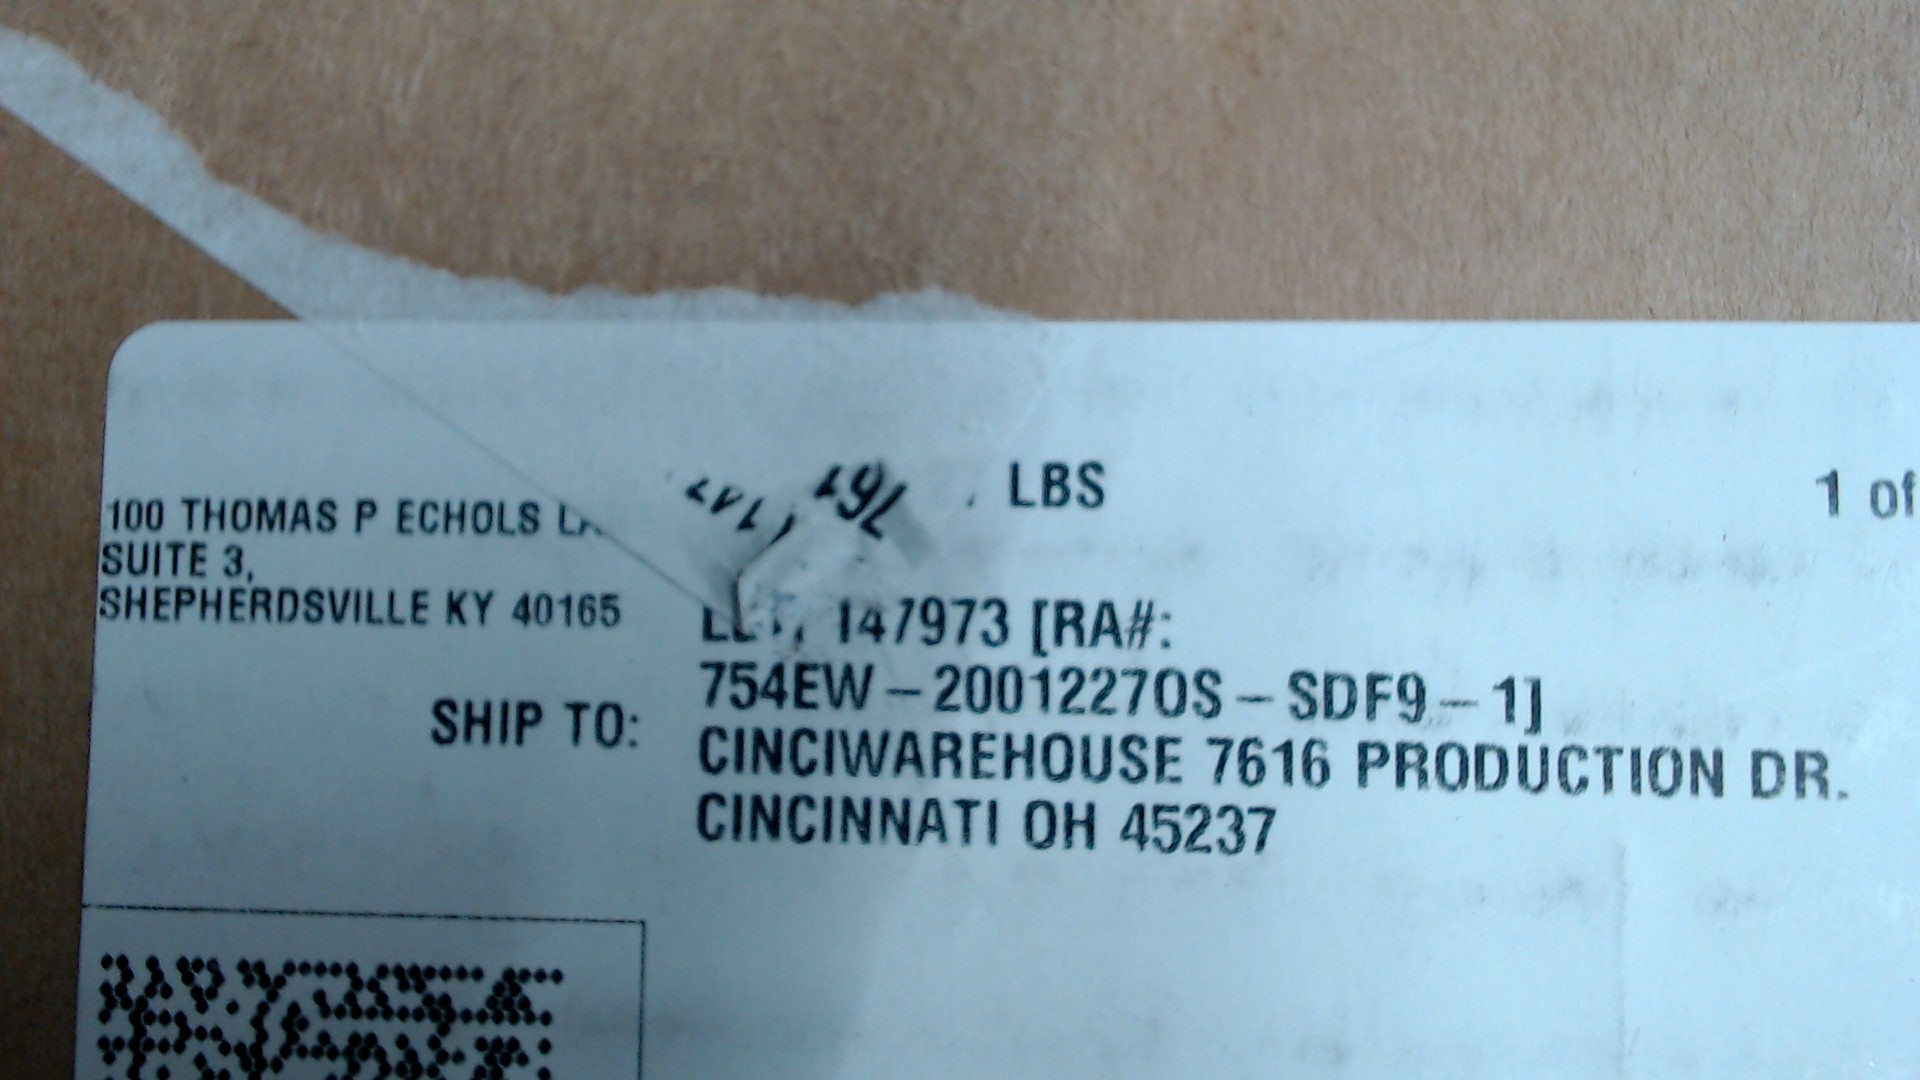 LBS
1 of
100 THOMAS P ECHOLS
SUITE 3,
SHEPHERDSVILLE KY 40165
147973 [RA#:
754EW-2001227OS-SDF9-1]
SHIP TO:
CINCIWAREHOUSE 7616 PRODUCTION DR.
CINCINNATI OH 45237